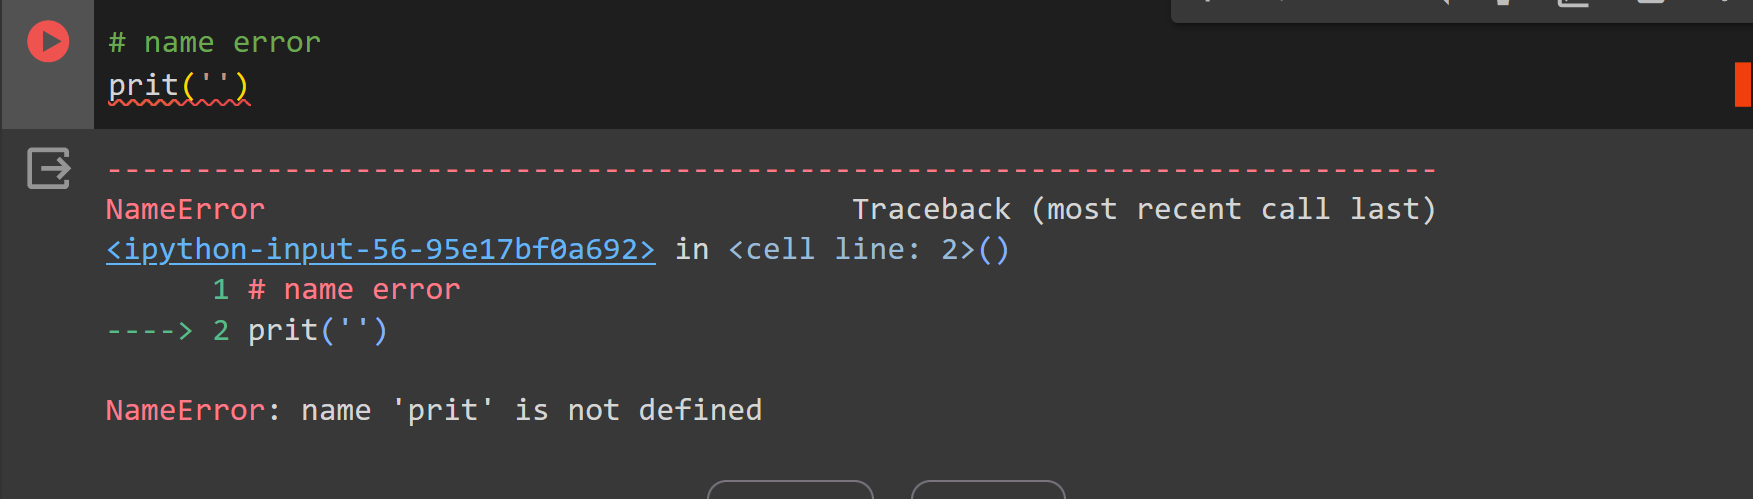 # name error
prit('')
---------------------------------------------------------------------------
NameError                                 Traceback (most recent call last)
<ipython-input-56-95e17bf0a692> in <cell line: 2>()
      1 # name error
----> 2 prit('')

NameError: name 'prit' is not defined